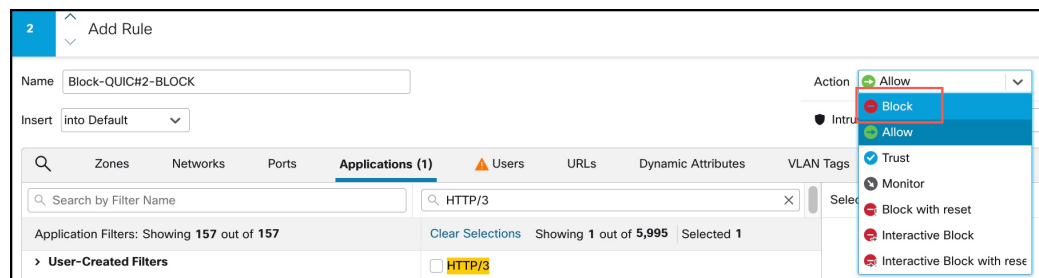 2 Add Rule
Name Block-QUIC#2-BLOCK Action Allow
Block
Insert into Default Intru
Allow
Zones Networks Ports Applications (1) Users URLs Dynamic Attributes VLAN Tags Trust
Monitor
Search by Filter Name HTTP/3 Selec
Block with reset
Application Filters: Showing 157 out of 157 Clear Selections Showing 1 out of 5,995 Selected 1
Interactive Block
> User-Created Filters HTTP/3 Interactive Block with rese